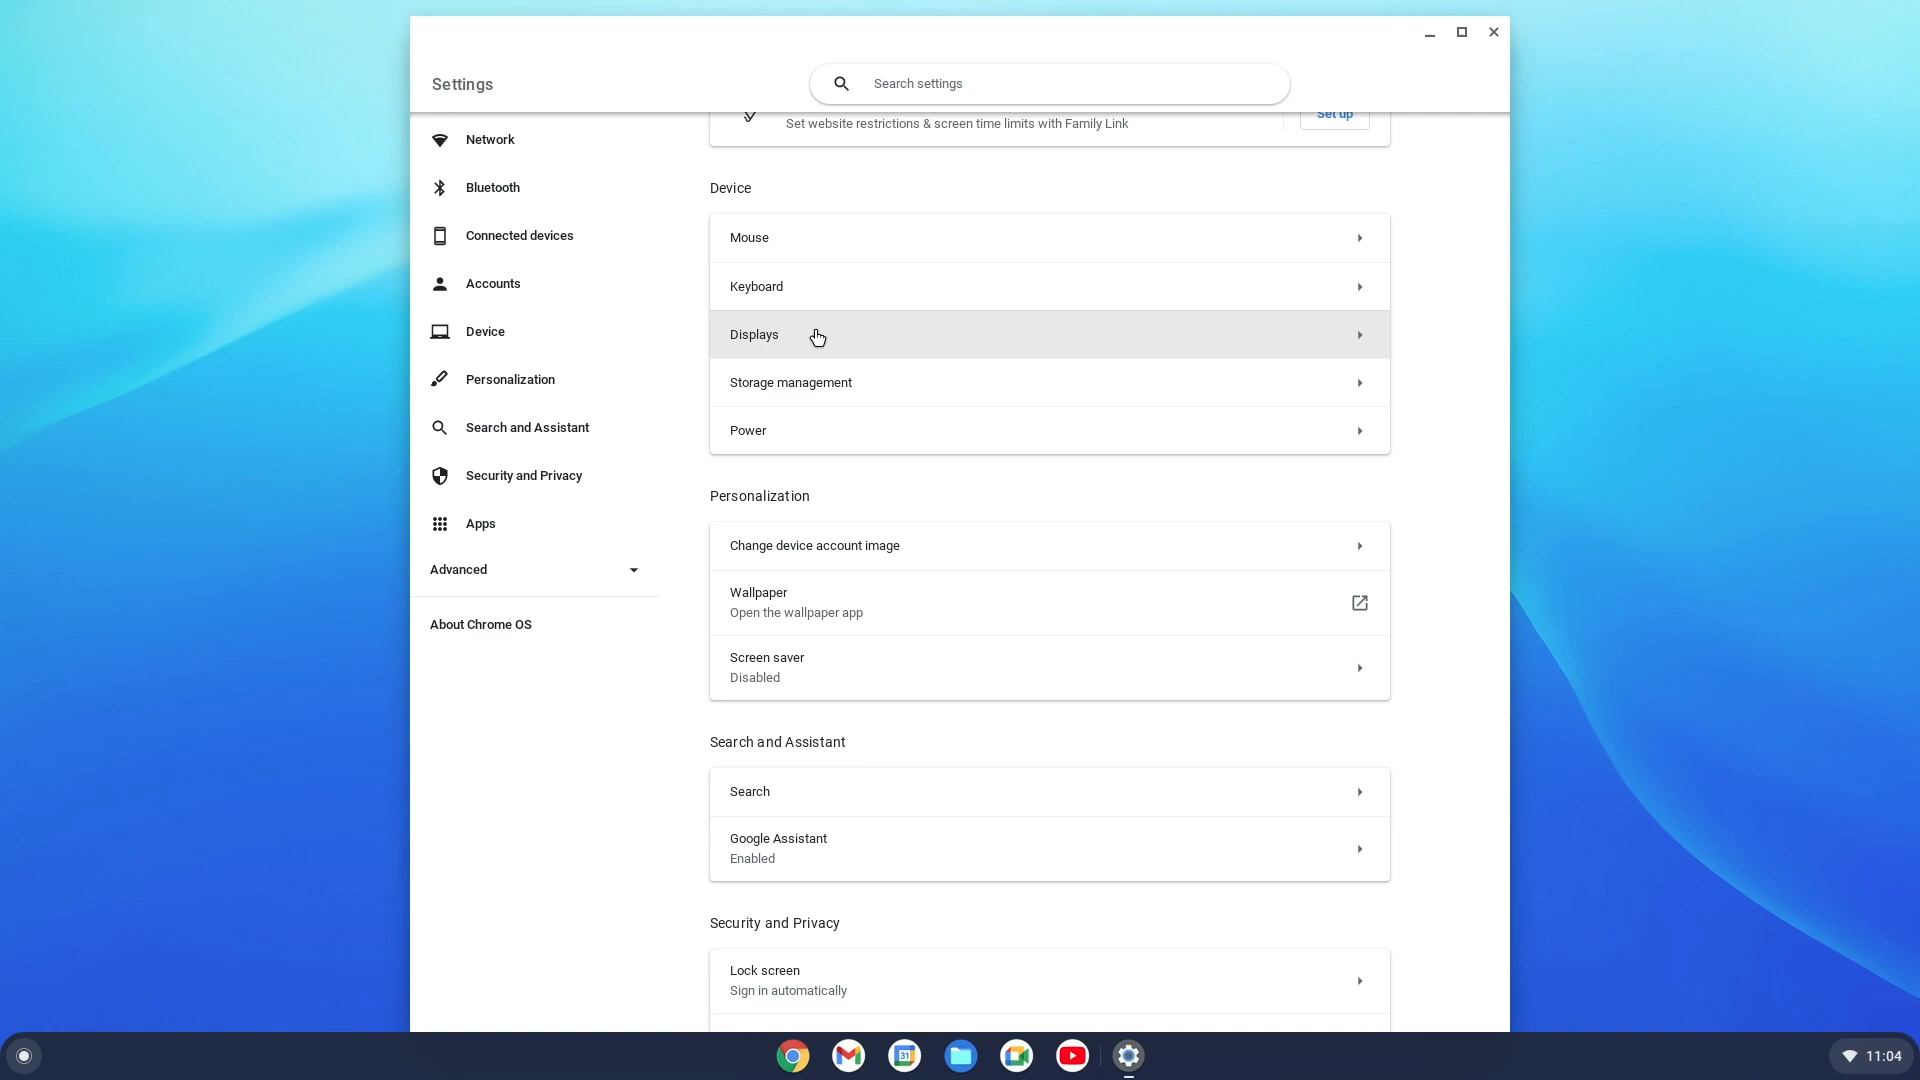 Settings
Search settings
Network
Bluetooth
Connected devices
Accounts
Device
Personalization
Search and Assistant
Security and Privacy
Apps
Advanced
About Chrome OS
Set website restrictions & screen time limits with Family Link
Set up
Device
Mouse
Keyboard
Displays
Storage management
Power
Personalization
Change device account image
Wallpaper
Open the wallpaper app
Screen saver
Disabled
Search and Assistant
Search
Google Assistant
Enabled
Security and Privacy
Lock screen
Sign in automatically
31
11:04